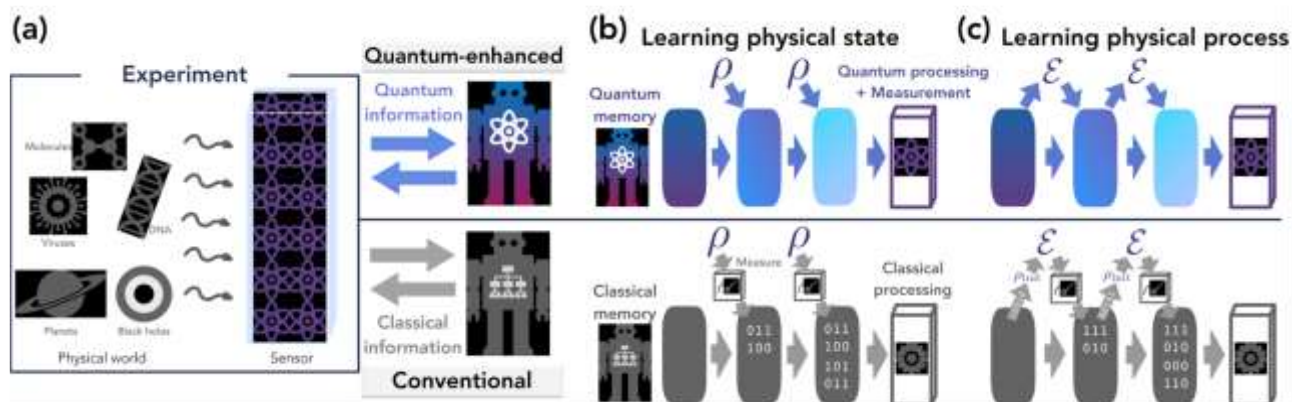 (a)
Experiment
Molecules
Viruses
DNA
Planets
Black holes
Physical world
Sensor
Quantum-enhanced
Quantum
information
Classical
information
Conventional
(b) Learning physical state
ρ ρ
Quantum
memory
Quantum processing
+ Measurement
ρ ρ
Measure
Classical
memory
011
100
011
100
101
011
Classical
processing
(c) Learning physical process
ℰ ℰ
ℰ ℰ
111
010
111
010
000
110